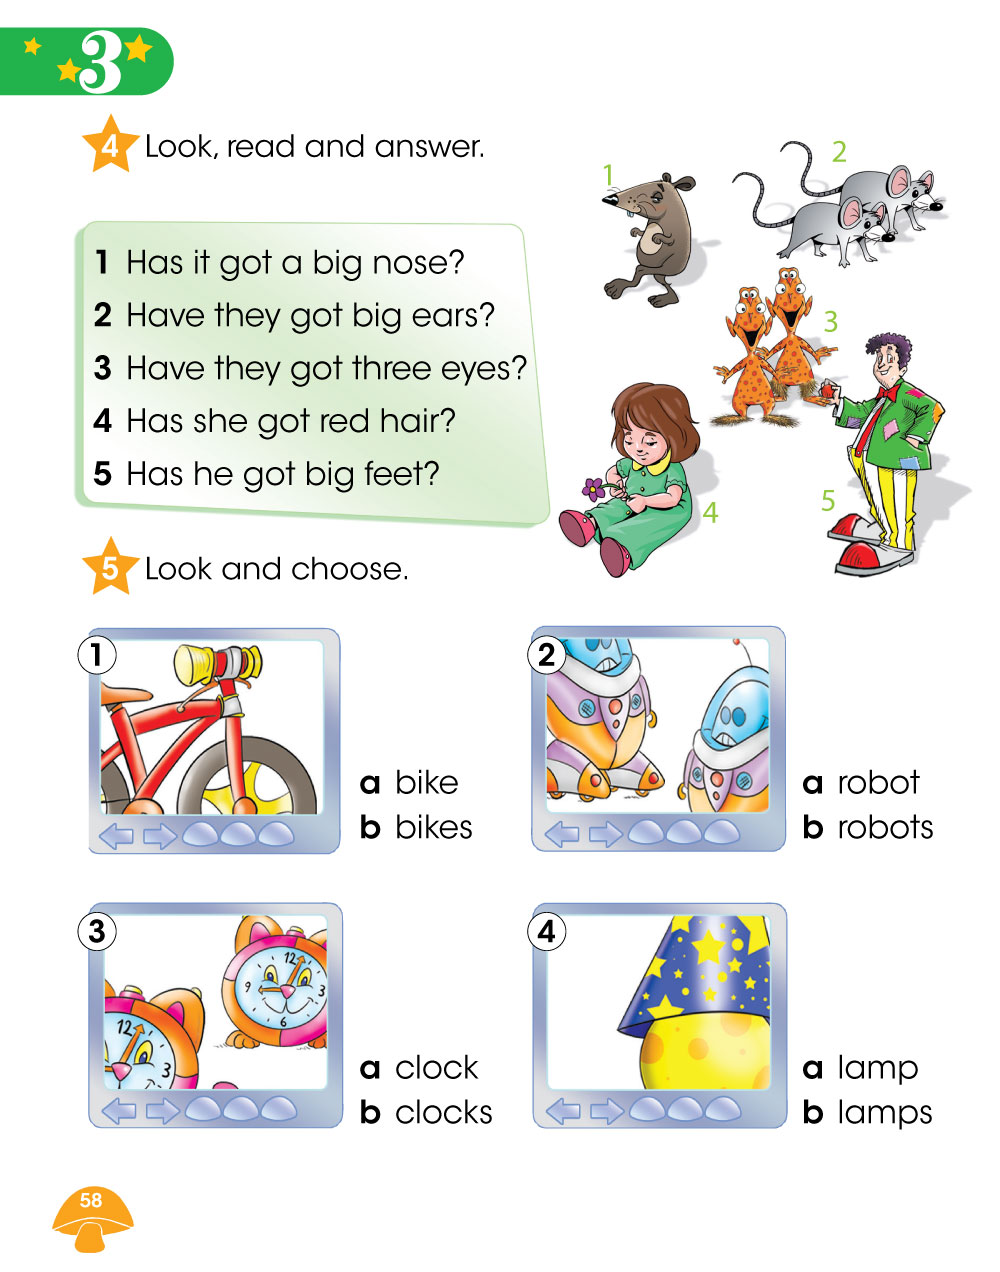 3
4 Look, read and answer.
1 Has it got a big nose?
2 Have they got big ears?
3 Have they got three eyes?
4 Has she got red hair?
5 Has he got big feet?
1
2
3
4
5
5 Look and choose.
1
a bike
b bikes
2
a robot
b robots
3
12
3
6
9
12
3
a clock
b clocks
4
a lamp
b lamps
58